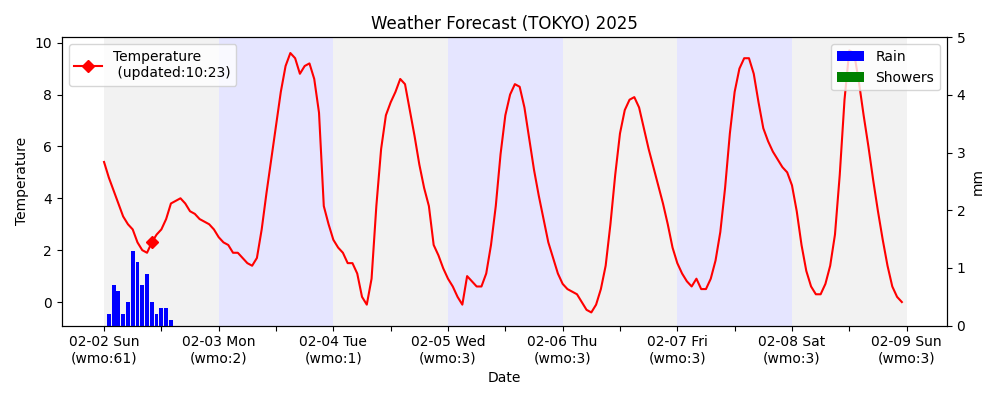 Weather Forecast (TOKYO) 2025
Temperature
(updated:10:23)
Rain
Showers
10
8
6
4
2
0
Temperature
5
4
3
2
1
0
mm
02-02 Sun
(wmo:61)
02-03 Mon
(wmo:2)
02-04 Tue
(wmo:1)
02-05 Wed
(wmo:3)
02-06 Thu
(wmo:3)
02-07 Fri
(wmo:3)
02-08 Sat
(wmo:3)
02-09 Sun
(wmo:3)
Date